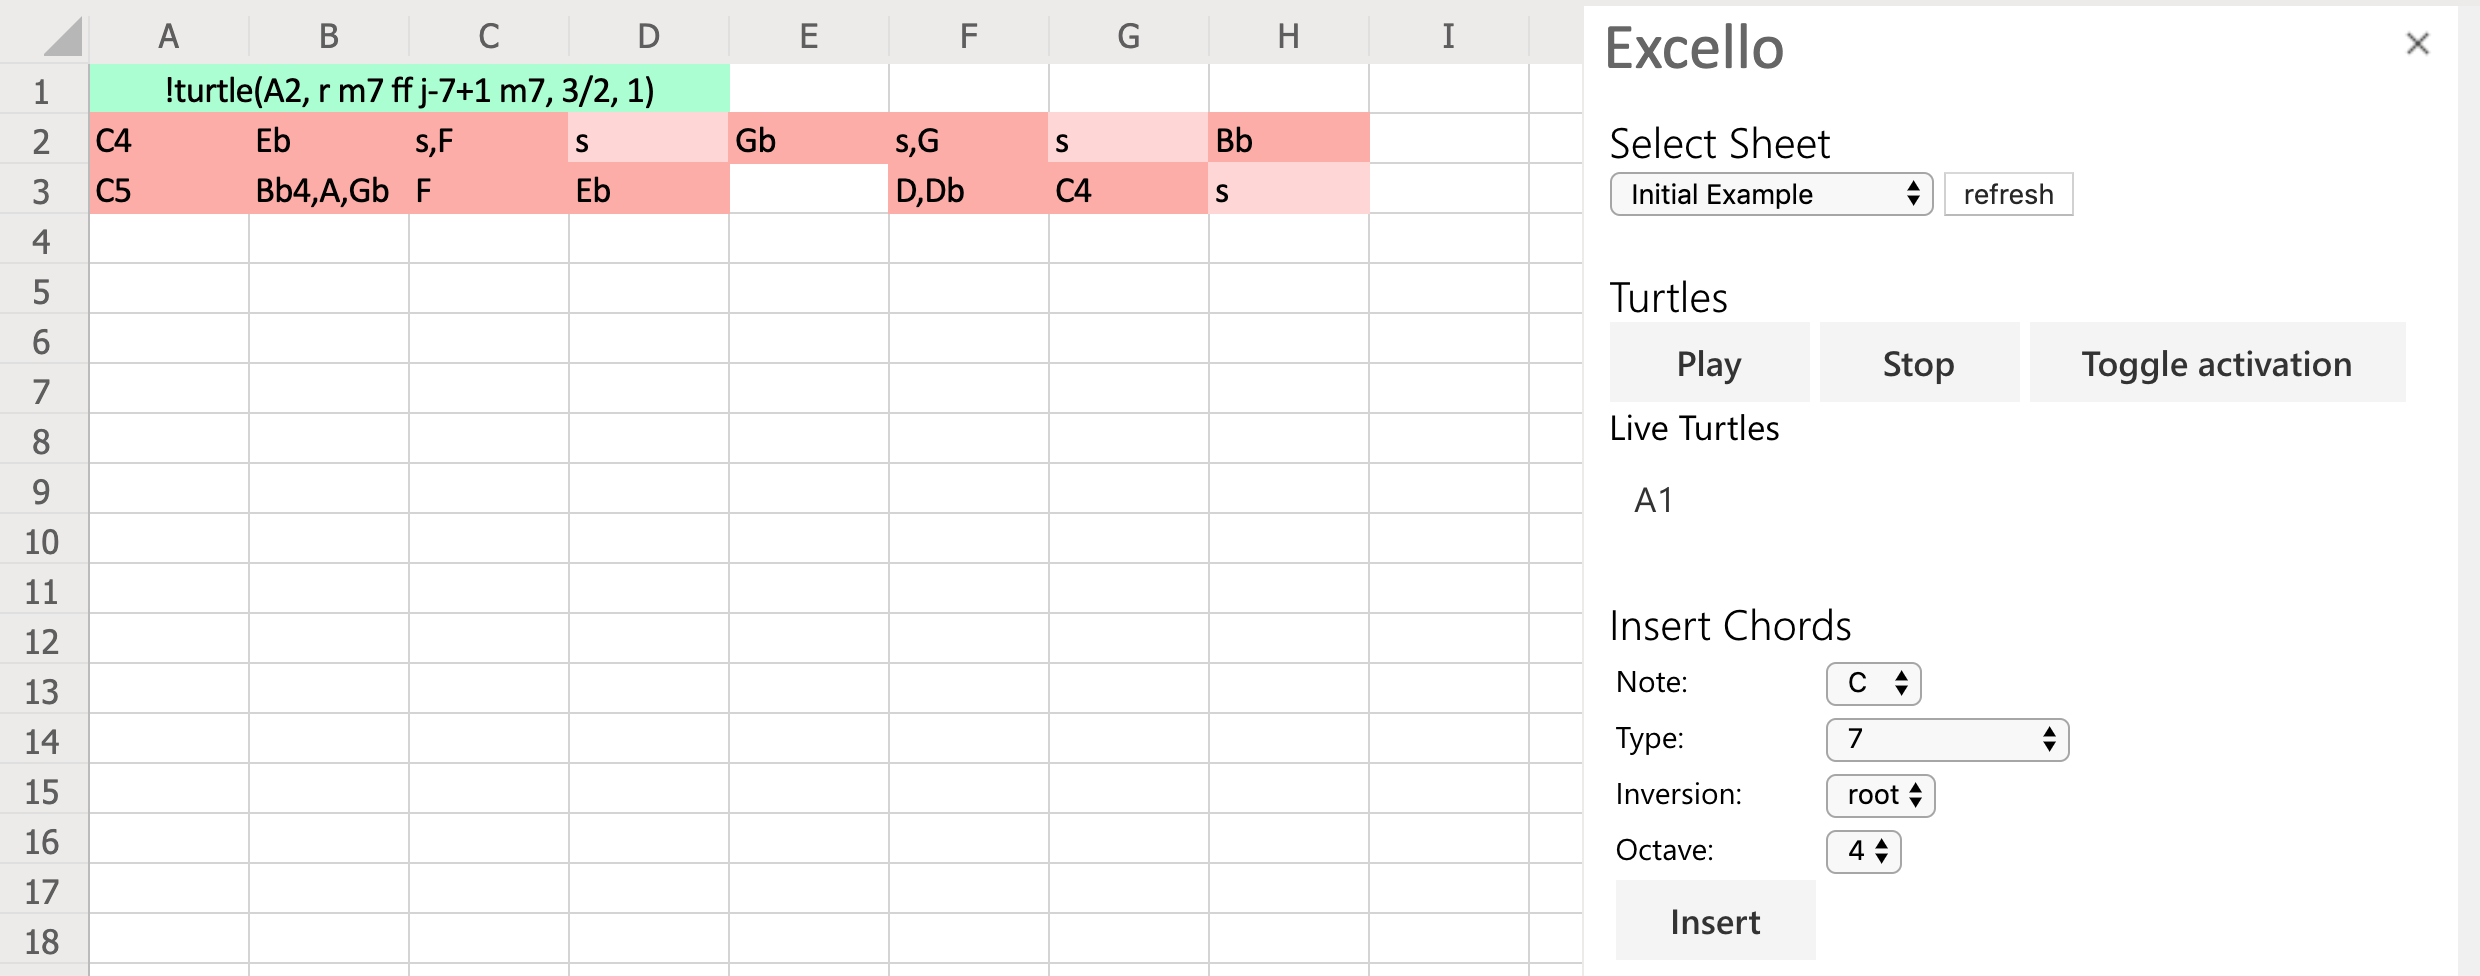 A B C D E F G H I
1 !turtle(A2, r m7 ff j-7+1 m7, 3/2, 1)
2 C4 Eb s,F s Gb s,G s Bb
3 C5 Bb4,A,Gb F Eb D,Db C4 s
4
5
6
7
8
9
10
11
12
13
14
15
16
17
18
Excello
Select Sheet
Initial Example refresh
Turtles
Play Stop Toggle activation
Live Turtles
A1
Insert Chords
Note: C
Type: 7
Inversion: root
Octave: 4
Insert